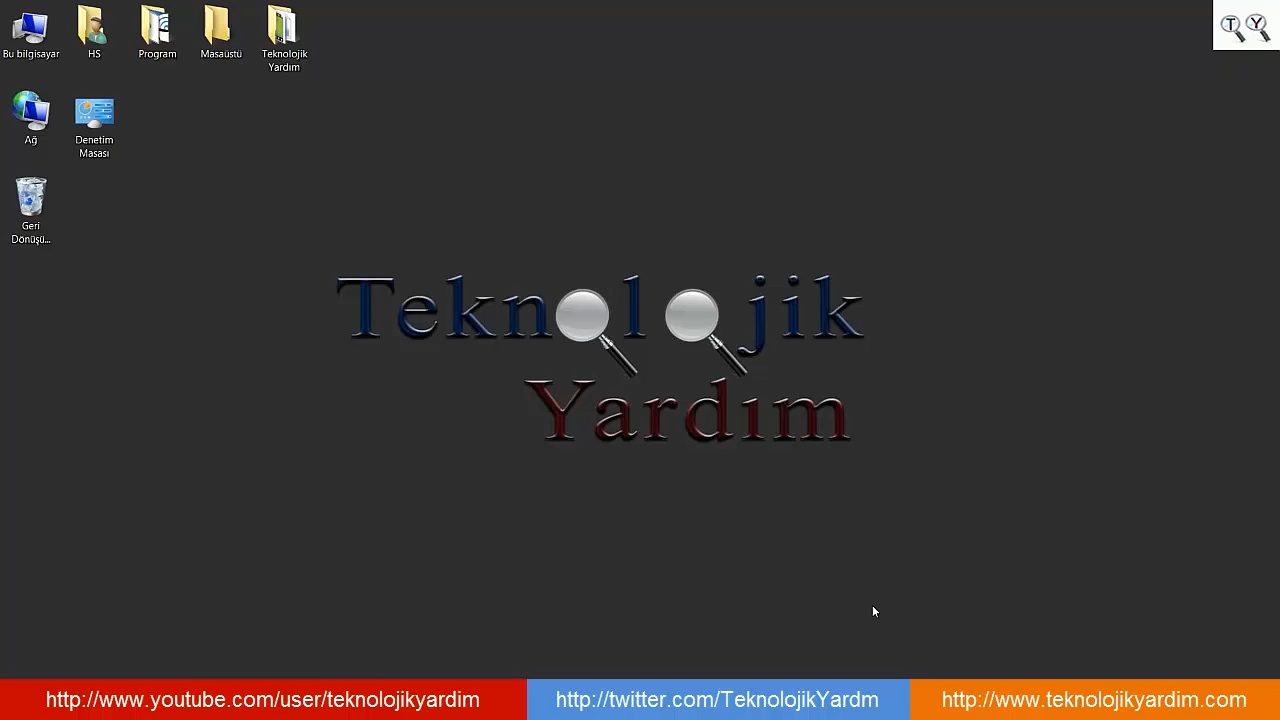 T Y
Bu bilgisayar
HS
Program
Masaüstü
Teknolojik
Yardım
Ağ
Denetim
Masası
Geri
Dönüşü...
Teknolojik
Yardım
http://www.youtube.com/user/teknolojikyardim
http://twitter.com/TeknolojikYardm
http://www.teknolojikyardim.com